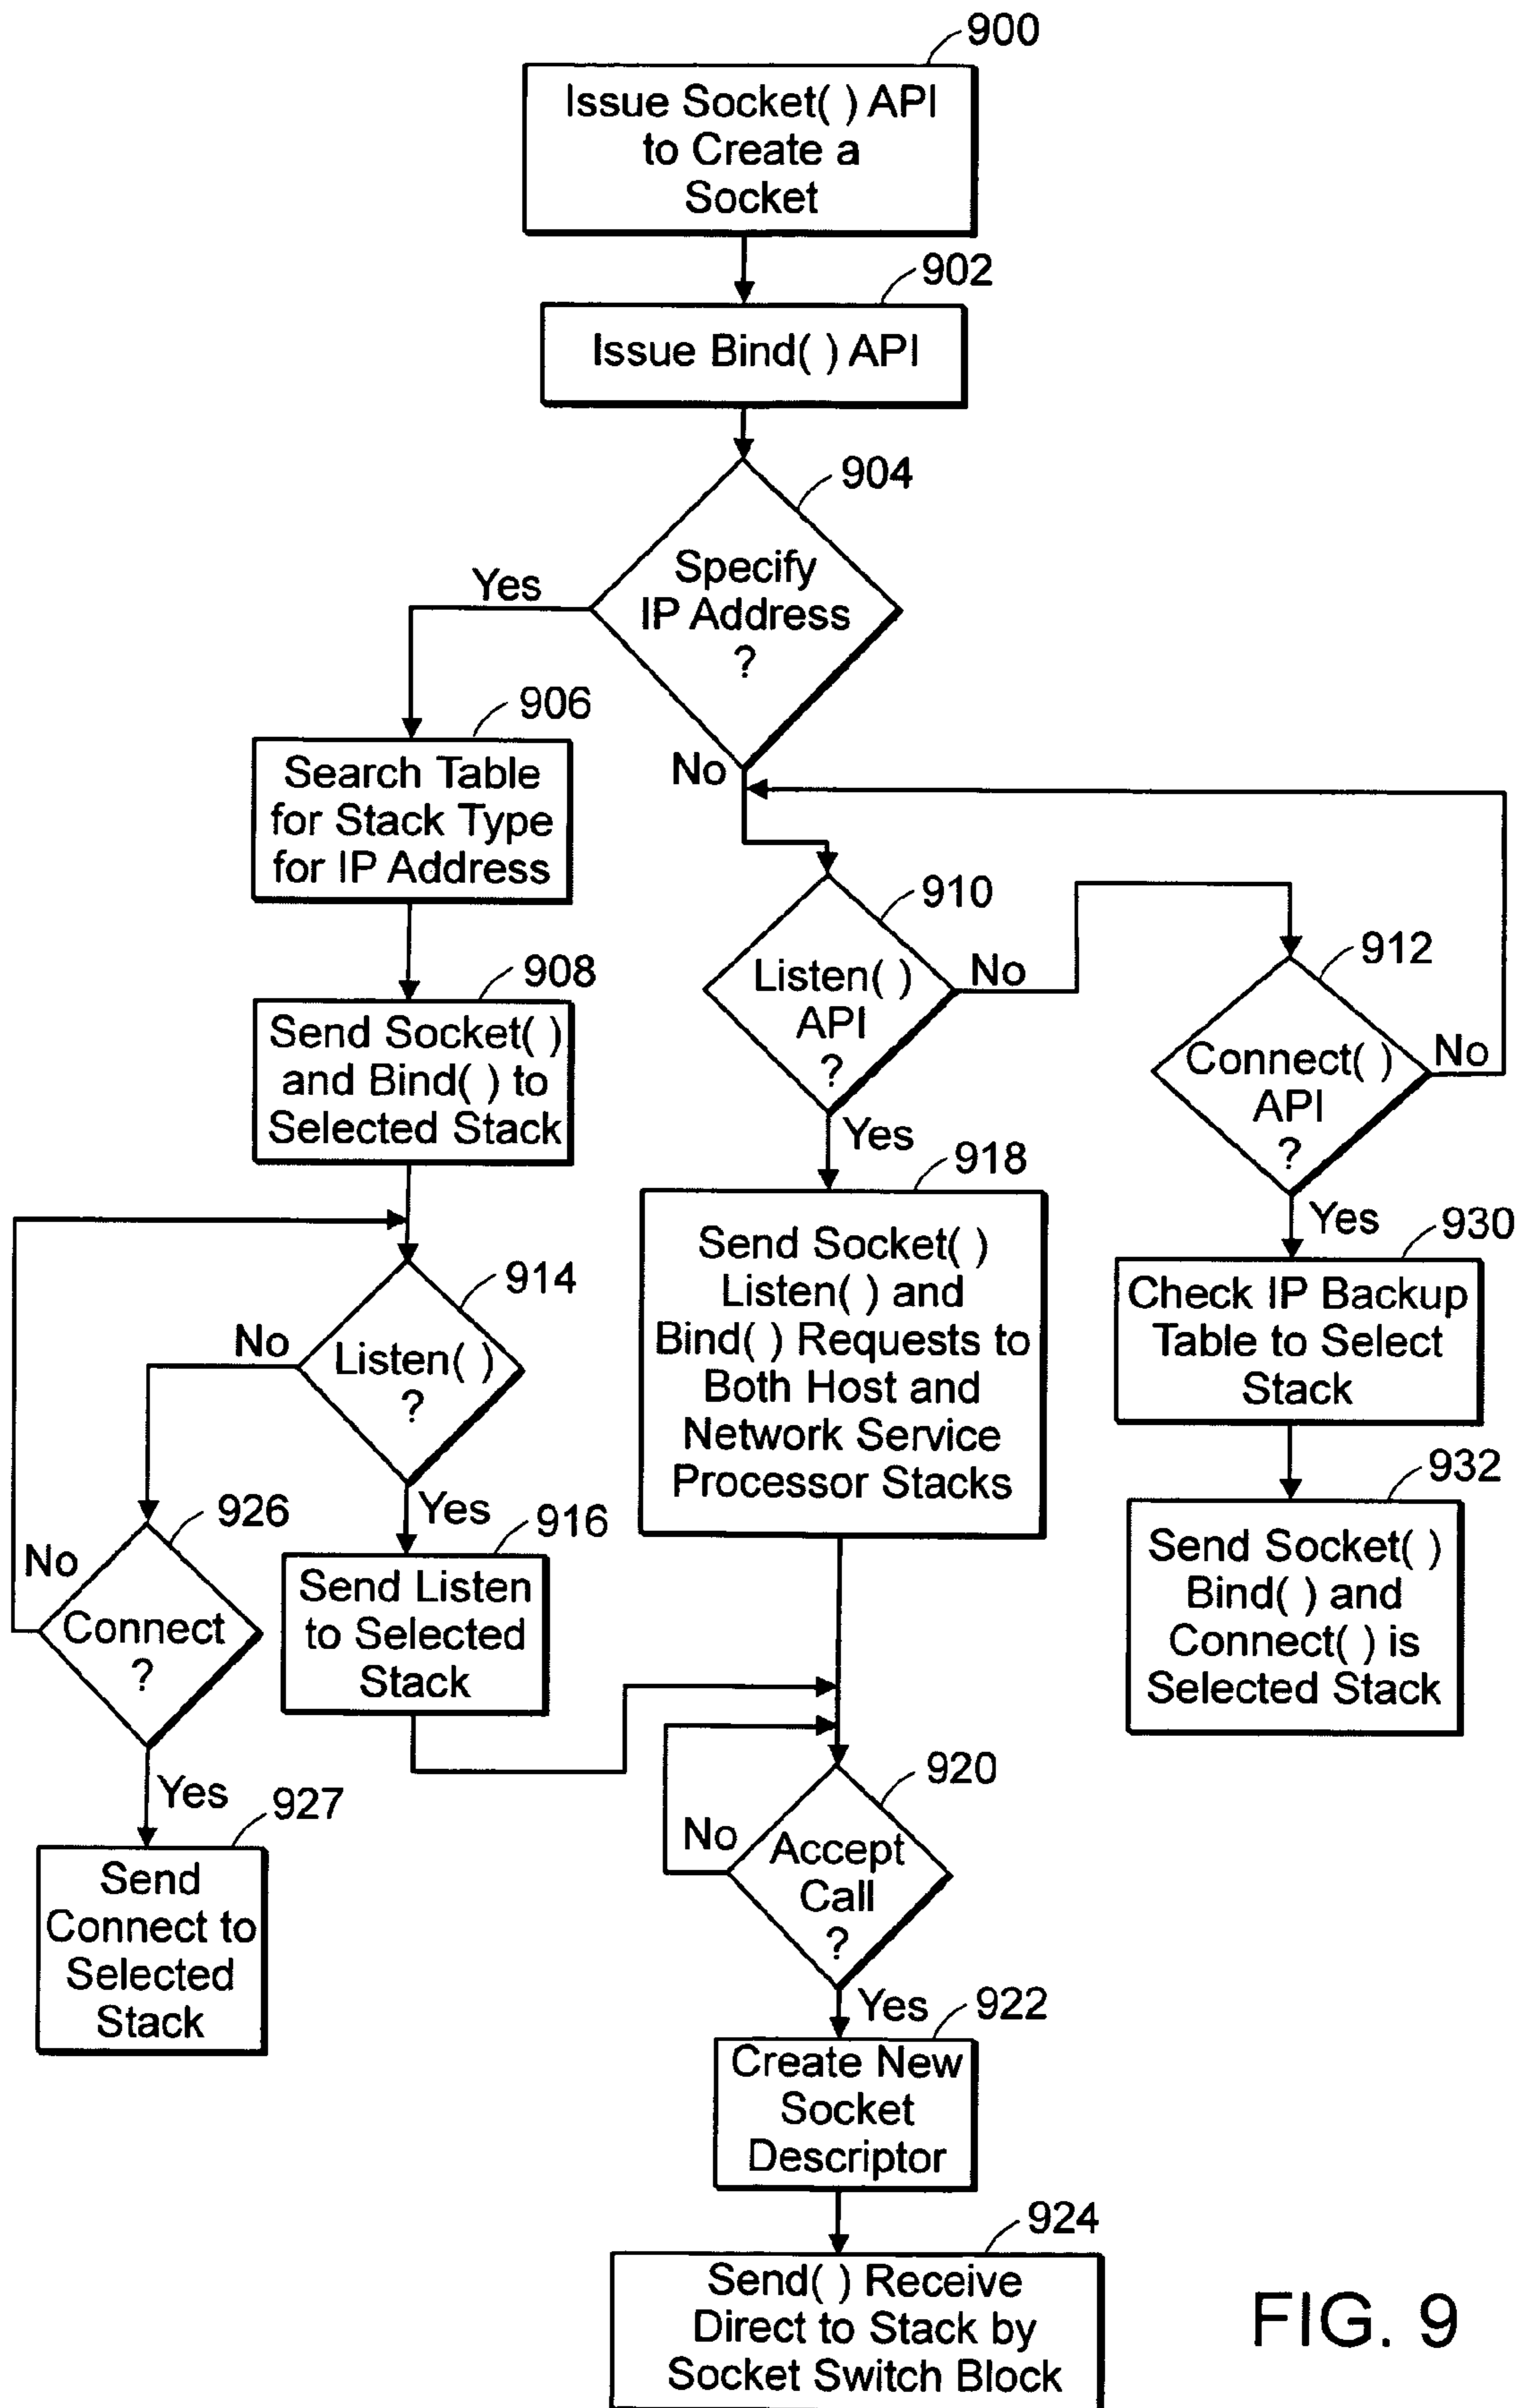 900
Issue Socket( ) API
to Create a
Socket
902
Issue Bind( ) API
904
Specify
IP Address
?
Yes
No
906
Search Table
for Stack Type
for IP Address
908
Send Socket( )
and Bind( ) to
Selected Stack
910
Listen( )
API
?
No
Yes
912
Connect( )
API
?
No
Yes
914
Listen( )
?
No
Yes
918
Send Socket( )
Listen( ) and
Bind( ) Requests to
Both Host and
Network Service
Processor Stacks
930
Check IP Backup
Table to Select
Stack
932
Send Socket( )
Bind( ) and
Connect( ) is
Selected Stack
926
Connect
?
No
Yes
916
Send Listen
to Selected
Stack
927
Send
Connect to
Selected
Stack
920
Accept
Call
?
No
Yes
922
Create New
Socket
Descriptor
924
Send( ) Receive
Direct to Stack by
Socket Switch Block
FIG. 9